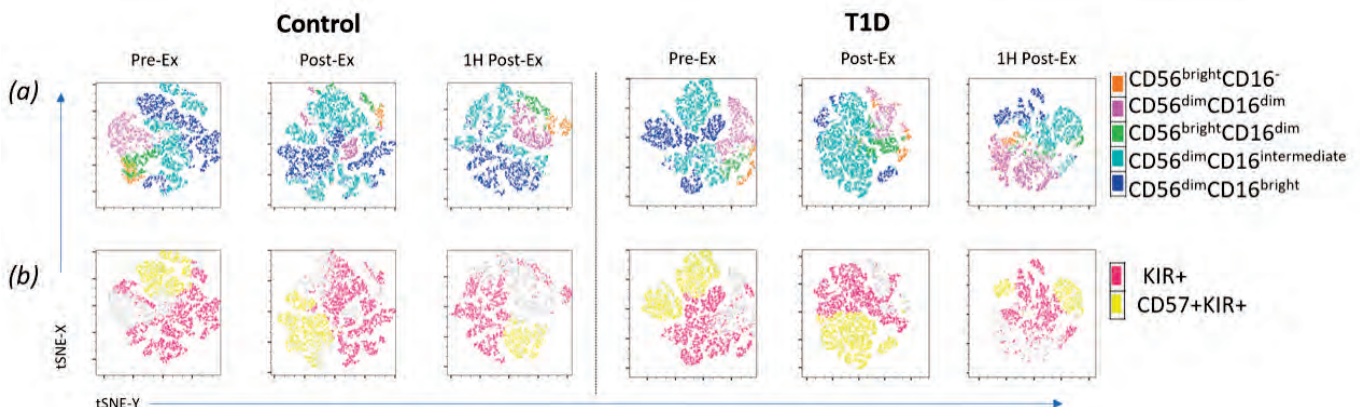 Control
T1D
Pre-Ex
Post-Ex
1H Post-Ex
Pre-Ex
Post-Ex
1H Post-Ex
(a)
CD56brightCD16-
CD56dimCD16dim
CD56brightCD16dim
CD56dimCD16intermediate
CD56dimCD16bright
(b)
KIR+
CD57+KIR+
tSNE-X
tSNE-Y